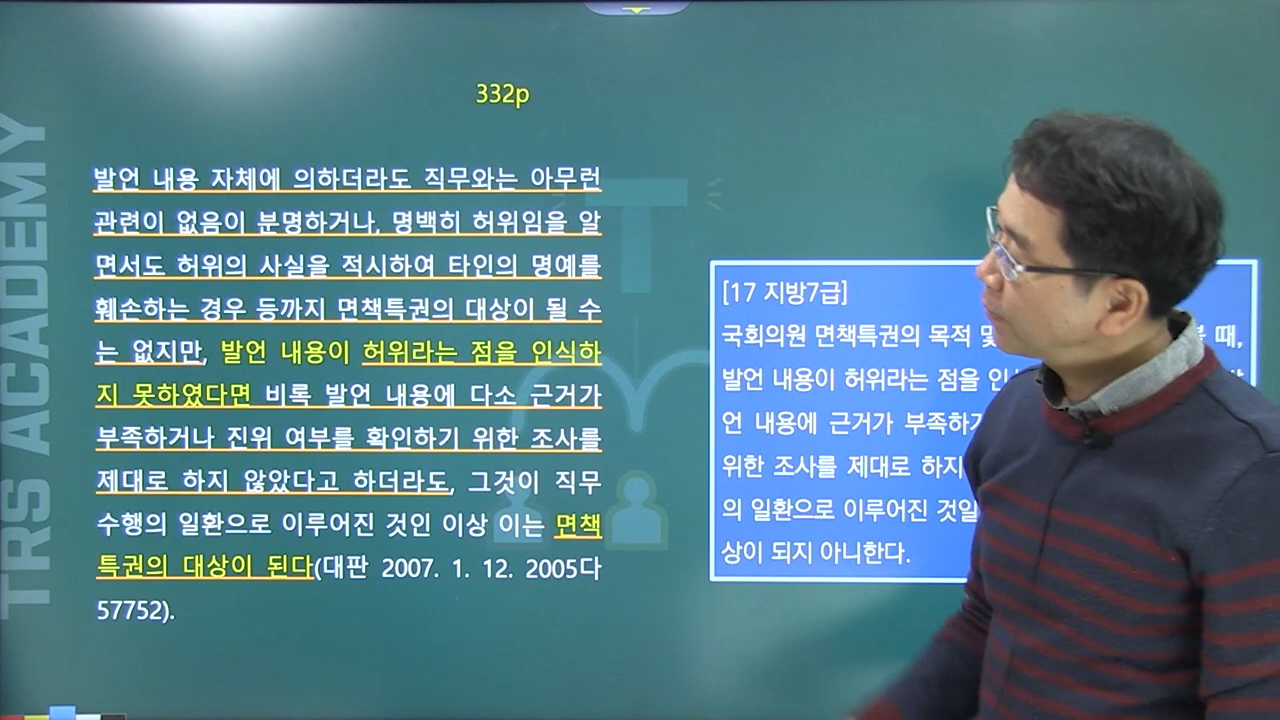 332p
발언 내용 자체에 의하더라도 직무와는 아무런
관련이 없음이 분명하거나, 명백히 허위임을 알
면서도 허위의 사실을 적시하여 타인의 명예를
훼손하는 경우 등까지 면책특권의 대상이 될 수
는 없지만, 발언 내용이 허위라는 점을 인식하
지 못하였다면 비록 발언 내용에 다소 근거가
부족하거나 진위 여부를 확인하기 위한 조사를
제대로 하지 않았다고 하더라도, 그것이 직무
수행의 일환으로 이루어진 것인 이상 이는 면책
특권의 대상이 된다(대판 2007. 1. 12. 2005다
57752).
[17 지방7급]
국회의원 면책특권의 목적 및 때,
발언 내용이 허위라는 점을
언 내용에 근거가
위한 조사를 제대로 하지
의 일환으로 이루어진
상이 되지 아니한다.
TRS ACADEMY